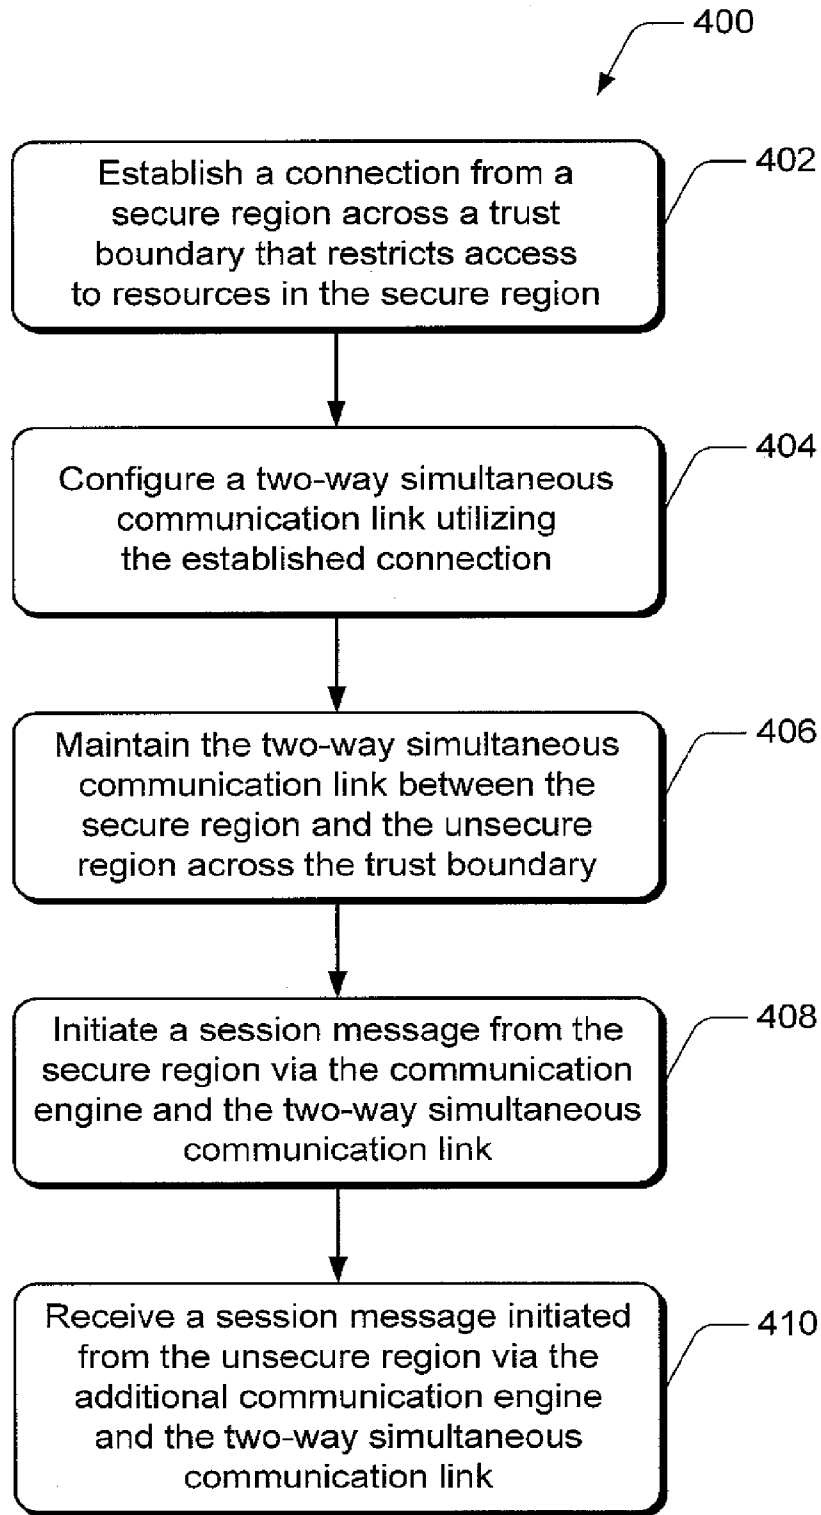 400
Establish a connection from a
secure region across a trust
boundary that restricts access
to resources in the secure region
402
Configure a two-way simultaneous
communication link utilizing
the established connection
404
Maintain the two-way simultaneous
communication link between the
secure region and the unsecure
region across the trust boundary
406
Initiate a session message from the
secure region via the communication
engine and the two-way simultaneous
communication link
408
Receive a session message initiated
from the unsecure region via the
additional communication engine
and the two-way simultaneous
communication link
410